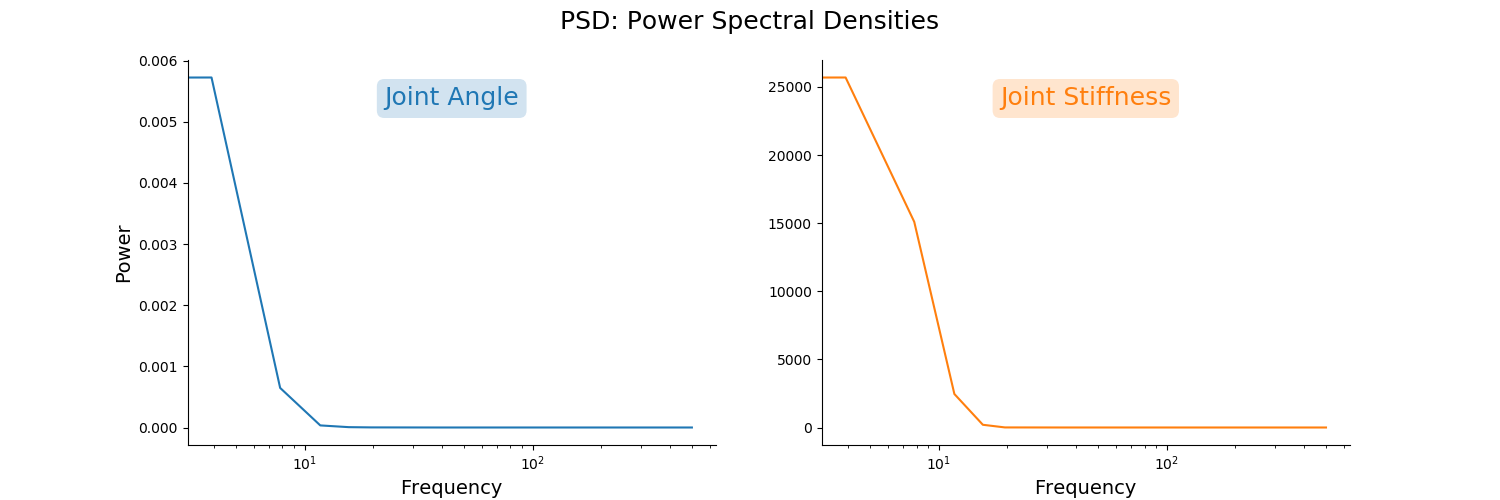 PSD: Power Spectral Densities
Joint Angle
Power
0.006
0.005
0.004
0.003
0.002
0.001
0.000
10¹
10²
Frequency
Joint Stiffness
25000
20000
15000
10000
5000
0
10¹
10²
Frequency